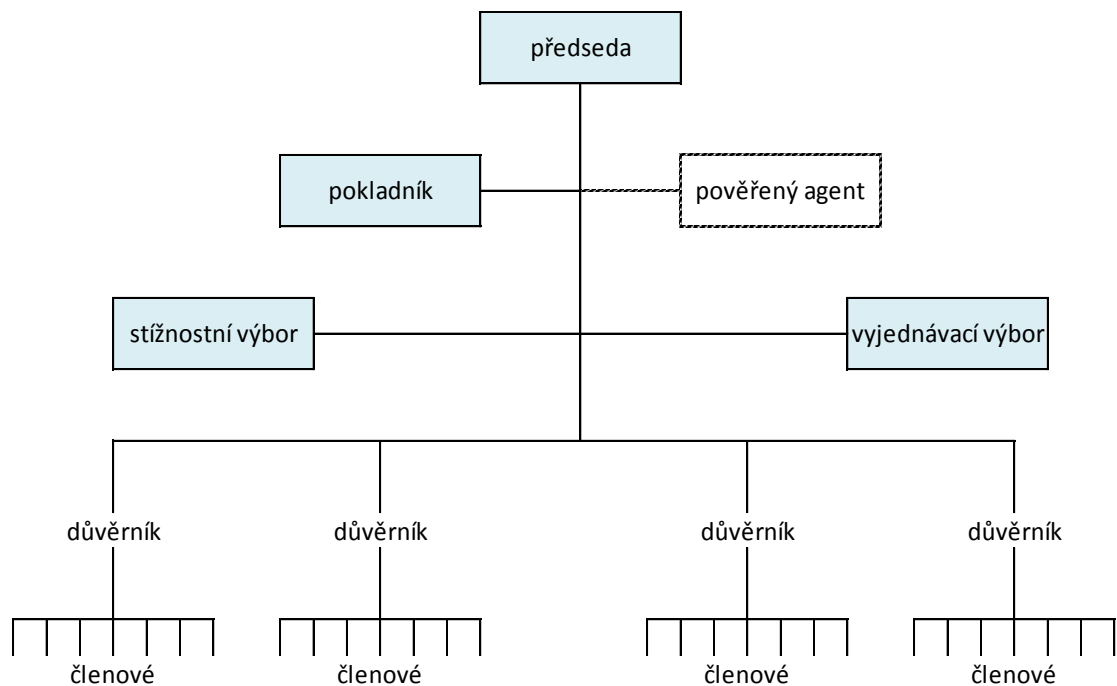 předseda
pokladník
pověřený agent
stížnostní výbor
vyjednávací výbor
důvěrník
důvěrník
důvěrník
důvěrník
členové
členové
členové
členové